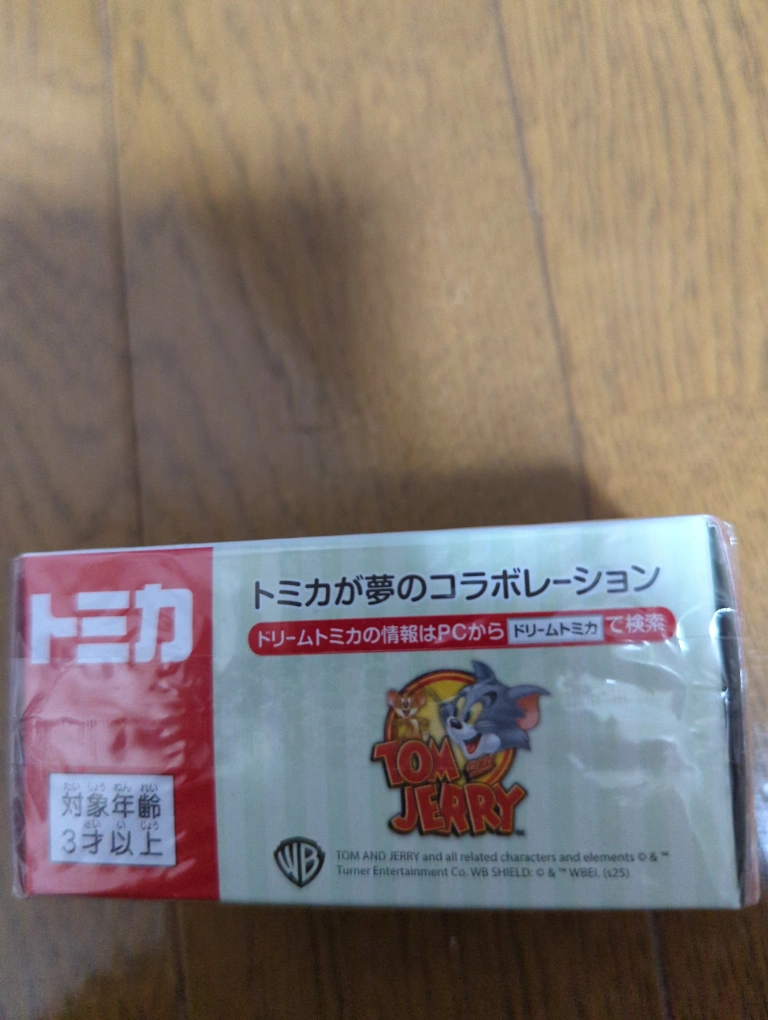 トミカ
トミカが夢のコラボレーション
ドリームトミカの情報はPCから ドリームトミカ で検索
TOM AND JERRY
たいしょうねんれい
対象年齢
さいいじょう
3才以上
WB
TOM AND JERRY and all related characters and elements © & ™
Turner Entertainment Co. WB SHIELD: © & ™ WBEI. (s25)